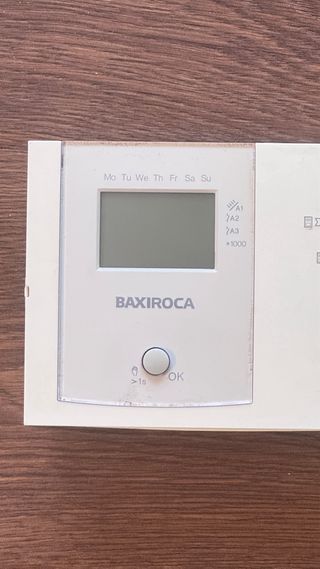 Mo Tu We Th Fr Sa Su
A1
A2
A3
*1000
BAXIROCA
OK
>1s
Σ